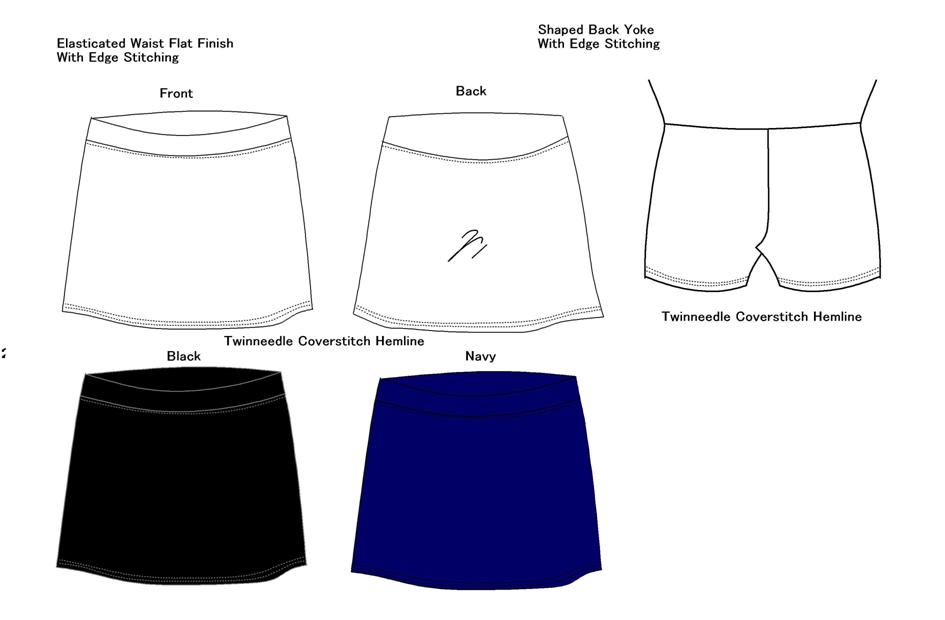 Elasticated Waist Flat Finish
With Edge Stitching
Shaped Back Yoke
With Edge Stitching
Front
Back
Twinneedle Coverstitch Hemline
Twinneedle Coverstitch Hemline
Black
Navy